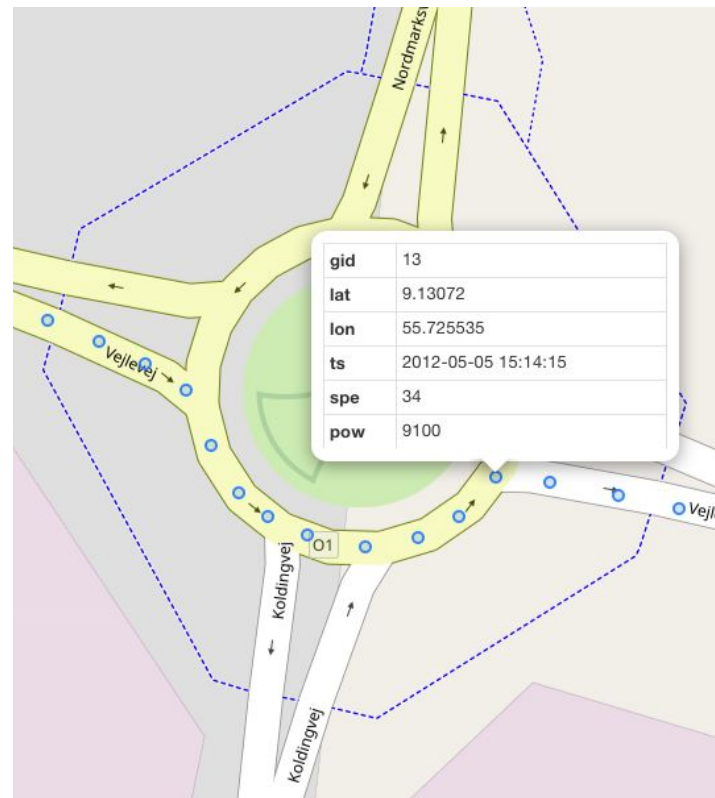 Nordmarksv
gid 13
lat 9.13072
lon 55.725535
ts 2012-05-05 15:14:15
spe 34
pow 9100
Vejlevej
Vejl
O1
Koldingvej
Koldingvej